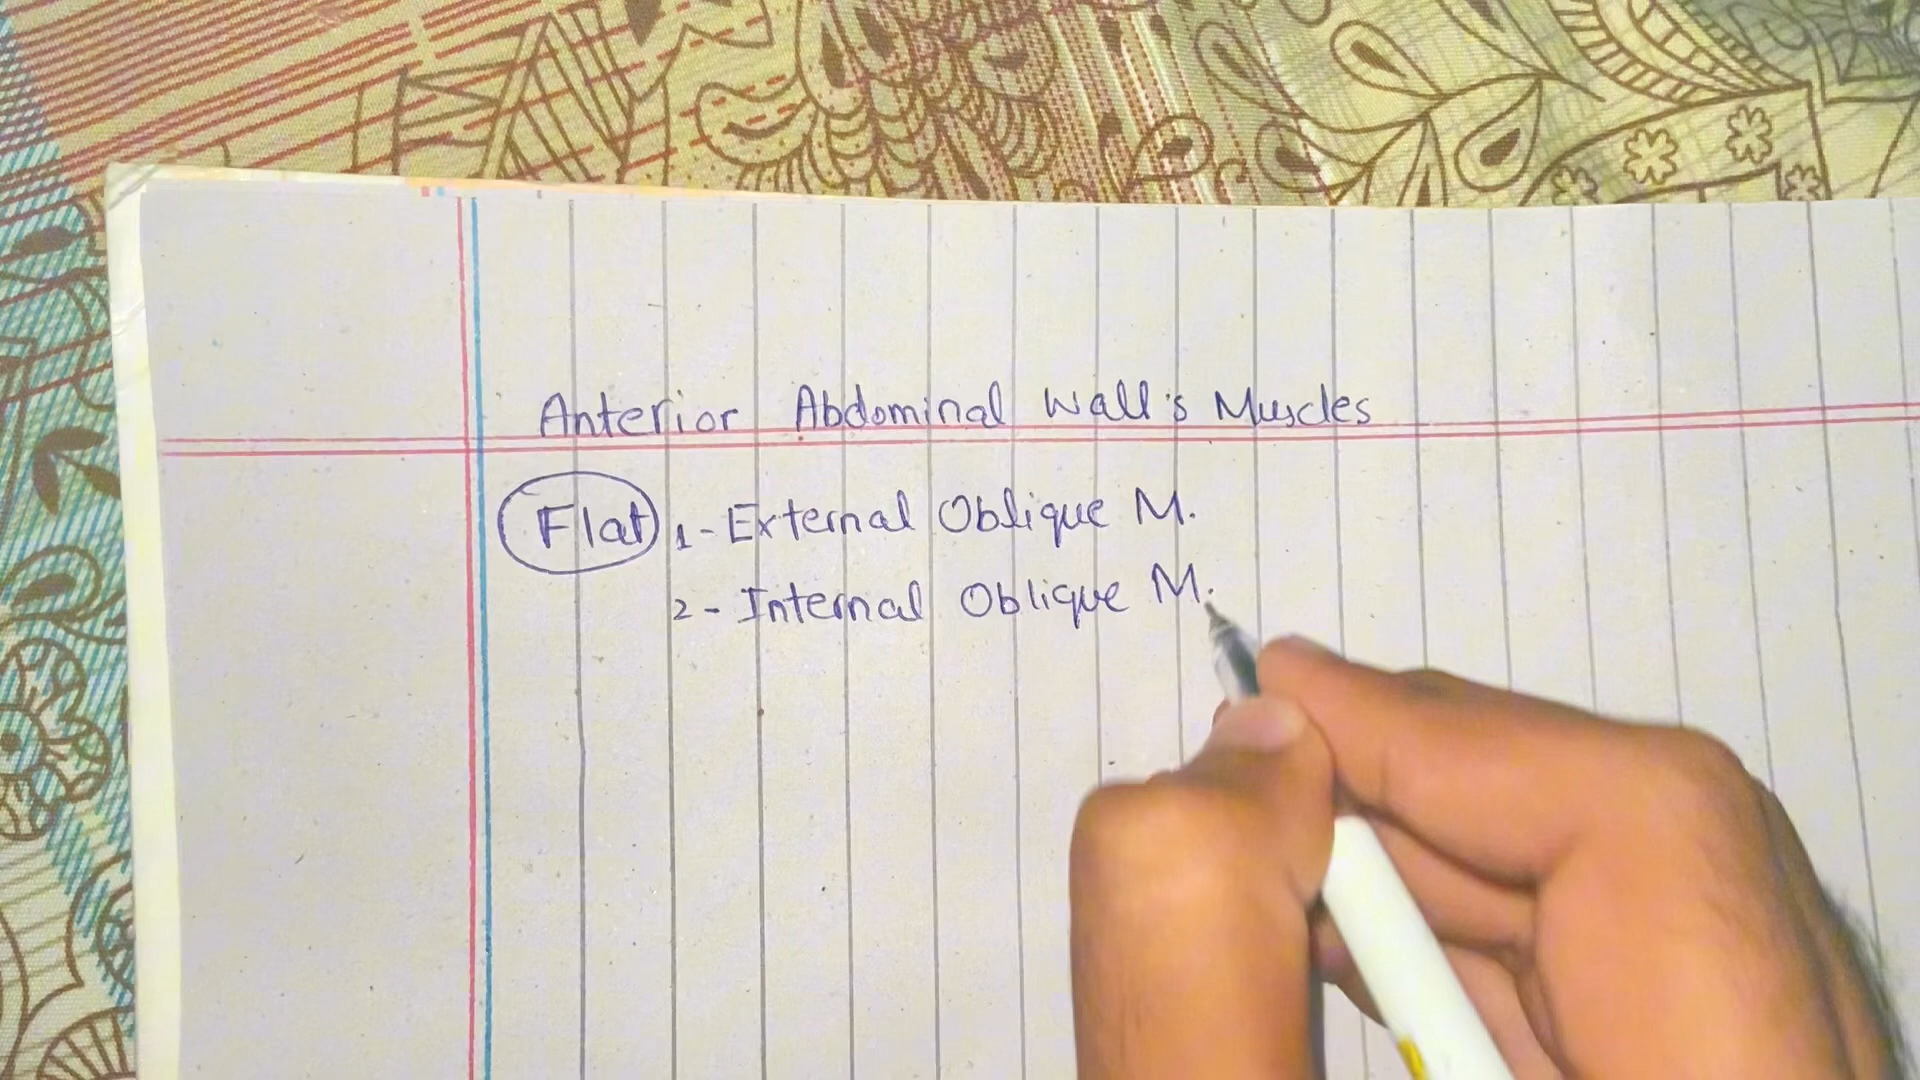 Anterior Abdominal Wall's Muscles
Flat 1- External Oblique M.
2- Internal Oblique M.